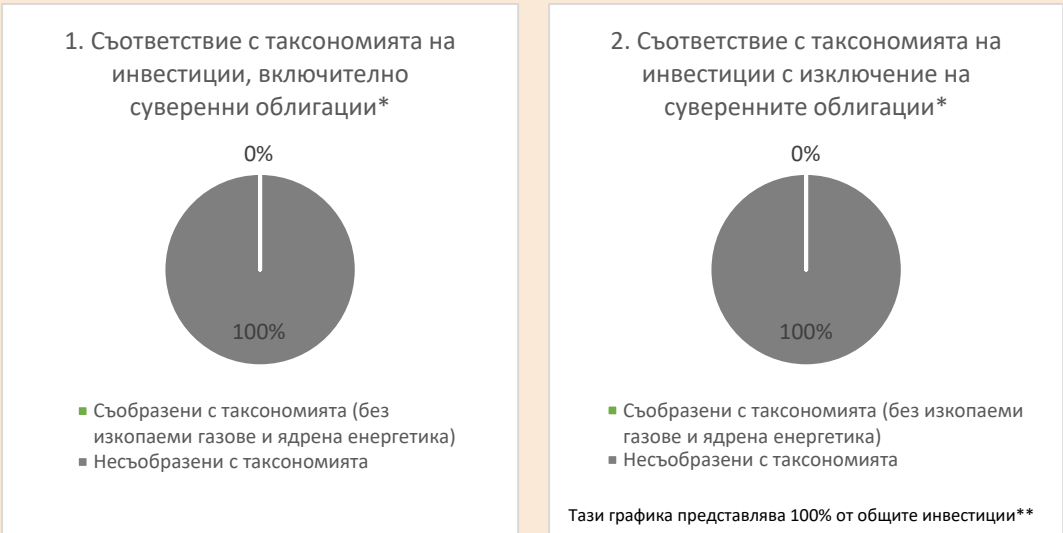 1. Съответствие с таксономията на
инвестиции, включително
суверенни облигации*
0%
100%
Съобразени с таксономията (без
изкопаеми газове и ядрена енергетика)
Несъобразени с таксономията
2. Съответствие с таксономията на
инвестиции с изключение на
суверенните облигации*
0%
100%
Съобразени с таксономията (без изкопаеми
газове и ядрена енергетика)
Несъобразени с таксономията
Тази графика представлява 100% от общите инвестиции**